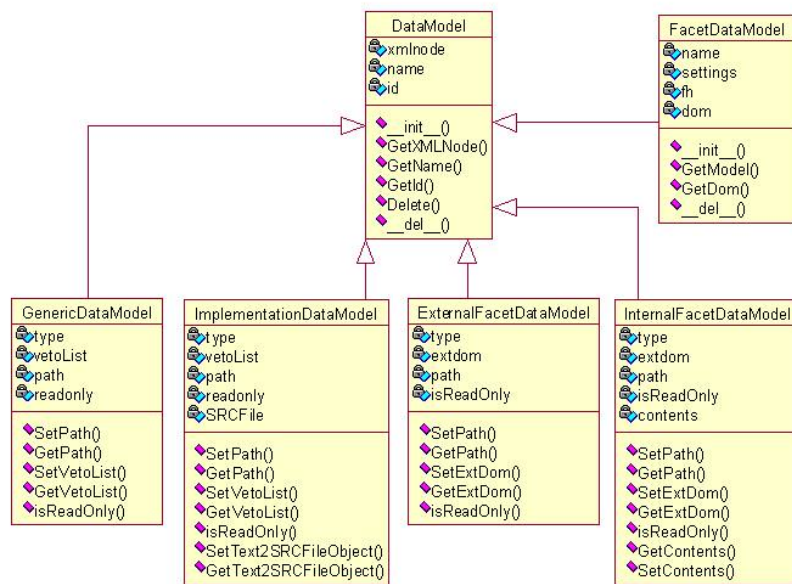 DataModel
xmlnode
name
id
__init__()
GetXMLNode()
GetName()
GetId()
Delete()
__del__()
FacetDataModel
name
settings
fh
dom
__init__()
GetModel()
GetDom()
__del__()
GenericDataModel
type
vetoList
path
readonly
SetPath()
GetPath()
SetVetoList()
GetVetoList()
isReadOnly()
ImplementationDataModel
type
vetoList
path
readonly
SRCFile
SetPath()
GetPath()
SetVetoList()
GetVetoList()
isReadOnly()
SetText2SRCFileObject()
GetText2SRCFileObject()
ExternalFacetDataModel
type
extdom
path
isReadOnly
SetPath()
GetPath()
SetExtDom()
GetExtDom()
isReadOnly()
InternalFacetDataModel
type
extdom
path
isReadOnly
contents
SetPath()
GetPath()
SetExtDom()
GetExtDom()
isReadOnly()
GetContents()
SetContents()